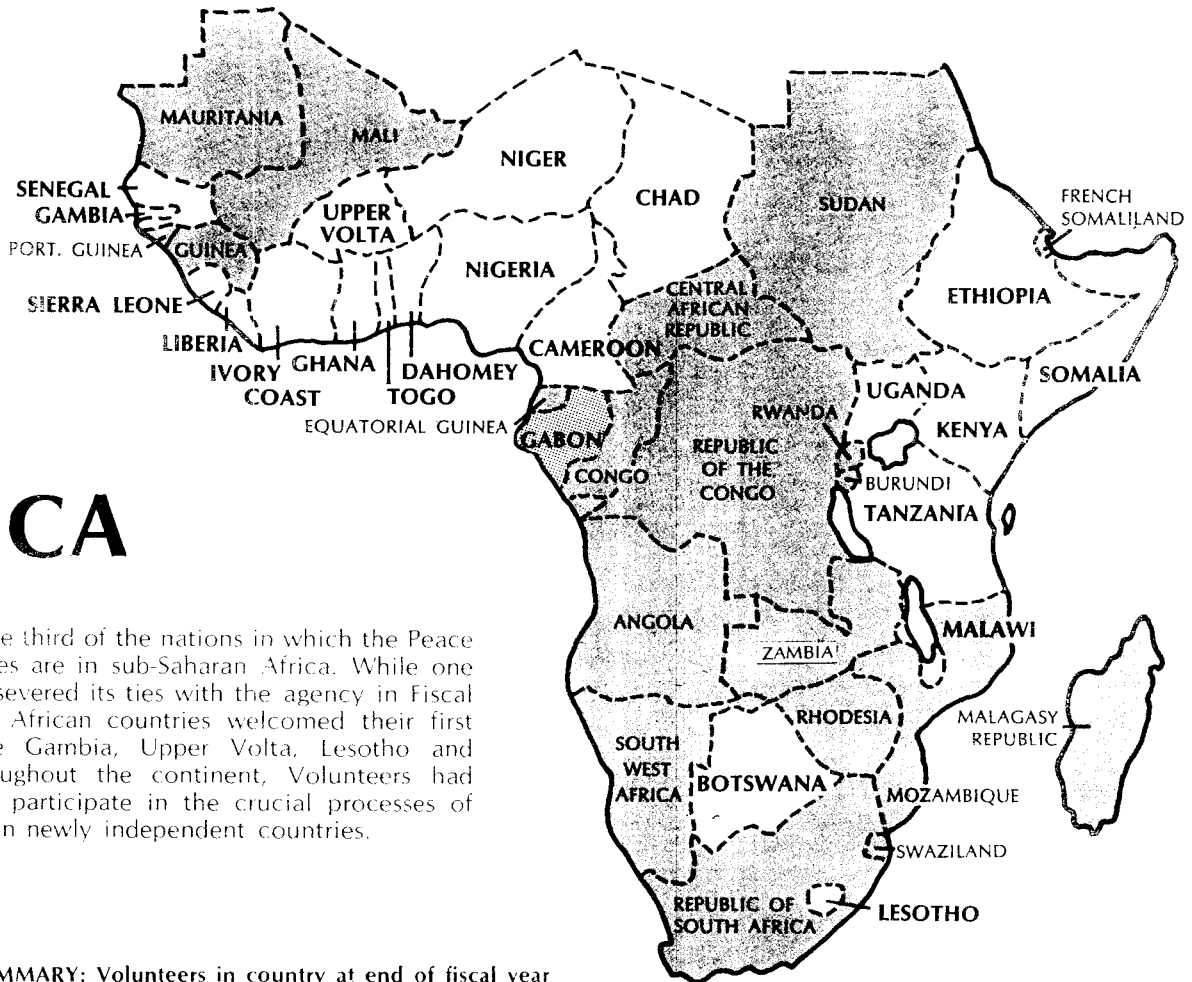 MAURITANIA
MALI
NIGER
CHAD
SUDAN
FRENCH
SOMALILAND
SENEGAL
GAMBIA
PORT. GUINEA
GUINEA
UPPER
VOLTA
NIGERIA
ETHIOPIA
SIERRA LEONE
CENTRAL
AFRICAN
REPUBLIC
LIBERIA
IVORY
COAST
GHANA
TOGO
DAHOMEY
CAMEROON
SOMALIA
UGANDA
KENYA
EQUATORIAL GUINEA
GABON
CONGO
REPUBLIC
OF THE
CONGO
RWANDA
BURUNDI
TANZANIA
CA
ANGOLA
ZAMBIA
MALAWI
e third of the nations in which the Peace
es are in sub-Saharan Africa. While one
severed its ties with the agency in Fiscal
African countries welcomed their first
e Gambia, Upper Volta, Lesotho and
ughout the continent, Volunteers had
participate in the crucial processes of
n newly independent countries.
SOUTH
WEST
AFRICA
BOTSWANA
RHODESIA
MALAGASY
REPUBLIC
MOZAMBIQUE
SWAZILAND
REPUBLIC OF
SOUTH AFRICA
LESOTHO
MMARY: Volunteers in country at end of fiscal year